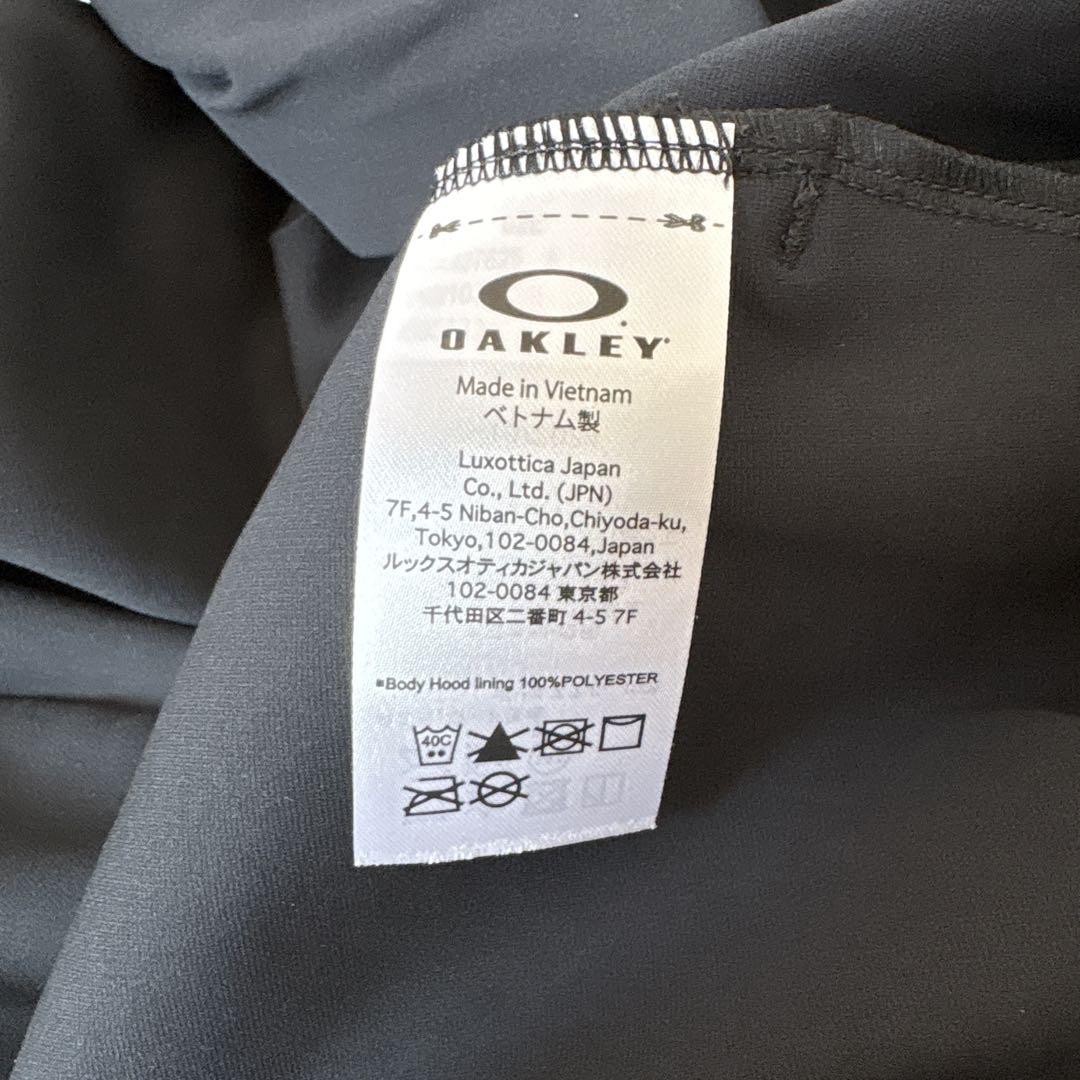 OAKLEY
Made in Vietnam
ベトナム製
Luxottica Japan
Co., Ltd. (JPN)
7F,4-5 Niban-Cho,Chiyoda-ku,
Tokyo,102-0084,Japan
ルックスオティカジャパン株式会社
102-0084 東京都
千代田区二番町 4-5 7F
※Body Hood lining 100%POLYESTER
40C